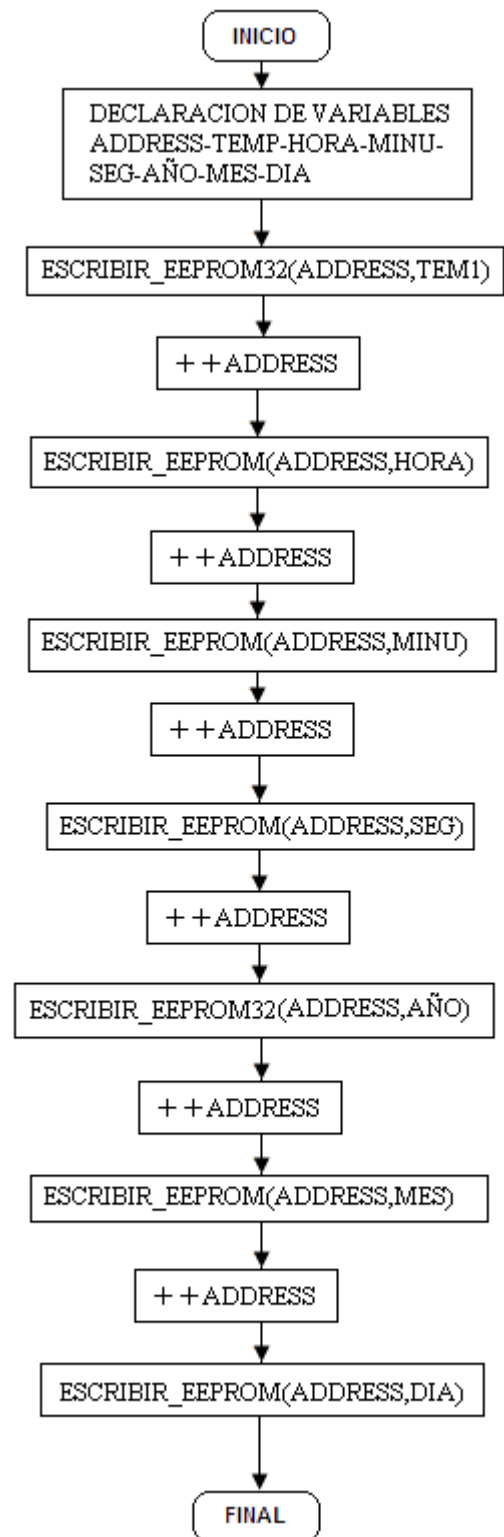 INICIO
DECLARACION DE VARIABLES
ADDRESS-TEMP-HORA-MINU-
SEG-AÑO-MES-DIA
ESCRIBIR_EEPROM32(ADDRESS,TEM1)
++ADDRESS
ESCRIBIR_EEPROM(ADDRESS,HORA)
++ADDRESS
ESCRIBIR_EEPROM(ADDRESS,MINU)
++ADDRESS
ESCRIBIR_EEPROM(ADDRESS,SEG)
++ADDRESS
ESCRIBIR_EEPROM32(ADDRESS,AÑO)
++ADDRESS
ESCRIBIR_EEPROM(ADDRESS,MES)
++ADDRESS
ESCRIBIR_EEPROM(ADDRESS,DIA)
FINAL